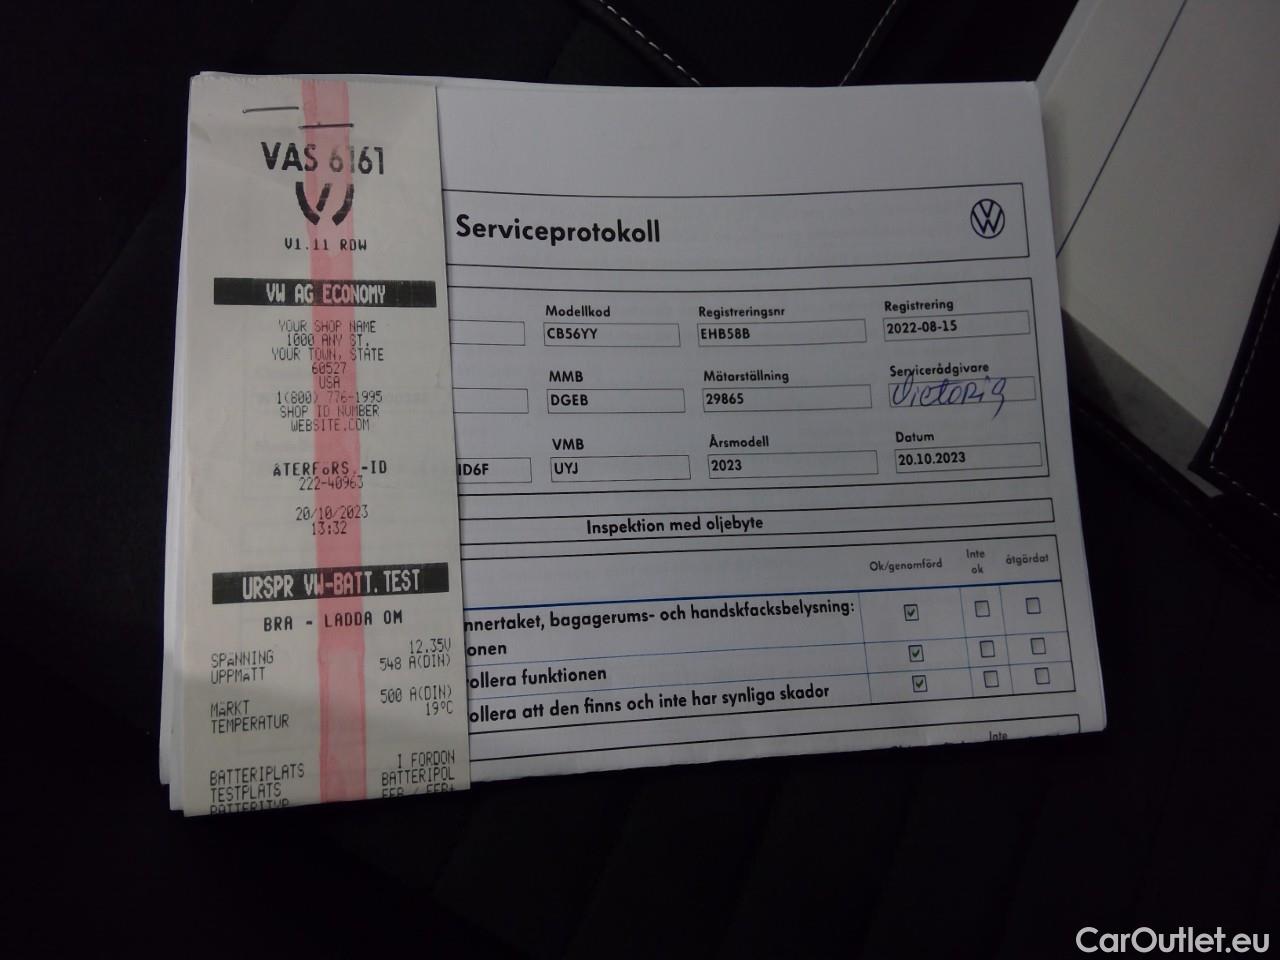 VAS 6161
V1.11 RDW
VW AG ECONOMY
YOUR SHOP NAME
1000 ANY ST.
YOUR TOWN, STATE
60527
USA
1(800) 776-1995
SHOP ID NUMBER
WEBSITE.COM
ÅTERFöRS.-ID
222-40963
20/10/2023
13:32
URSPR VW-BATT.TEST
BRA - LADDA OM
SPÄNNING 12.35V
UPPMäTT 548 A(DIN)
MÄRKT 500 A(DIN)
TEMPERATUR 19°C
BATTERIPLATS I FORDON
TESTPLATS BATTERIPOL
BATTERITYP EFB / EFB+
Serviceprotokoll
Modellkod Registreringsnr Registrering
CB56YY EHB58B 2022-08-15
MMB Mätarställning Servicerådgivare
DGEB 29865 Victoria
VMB Årsmodell Datum
ID6F UYJ 2023 20.10.2023
Inspektion med oljebyte
Ok/genomförd Inte ok åtgärdat
nnertaket, bagagerums- och handskfacksbelysning:
onen
ollera funktionen
ollera att den finns och inte har synliga skador
Inte
CarOutlet.eu